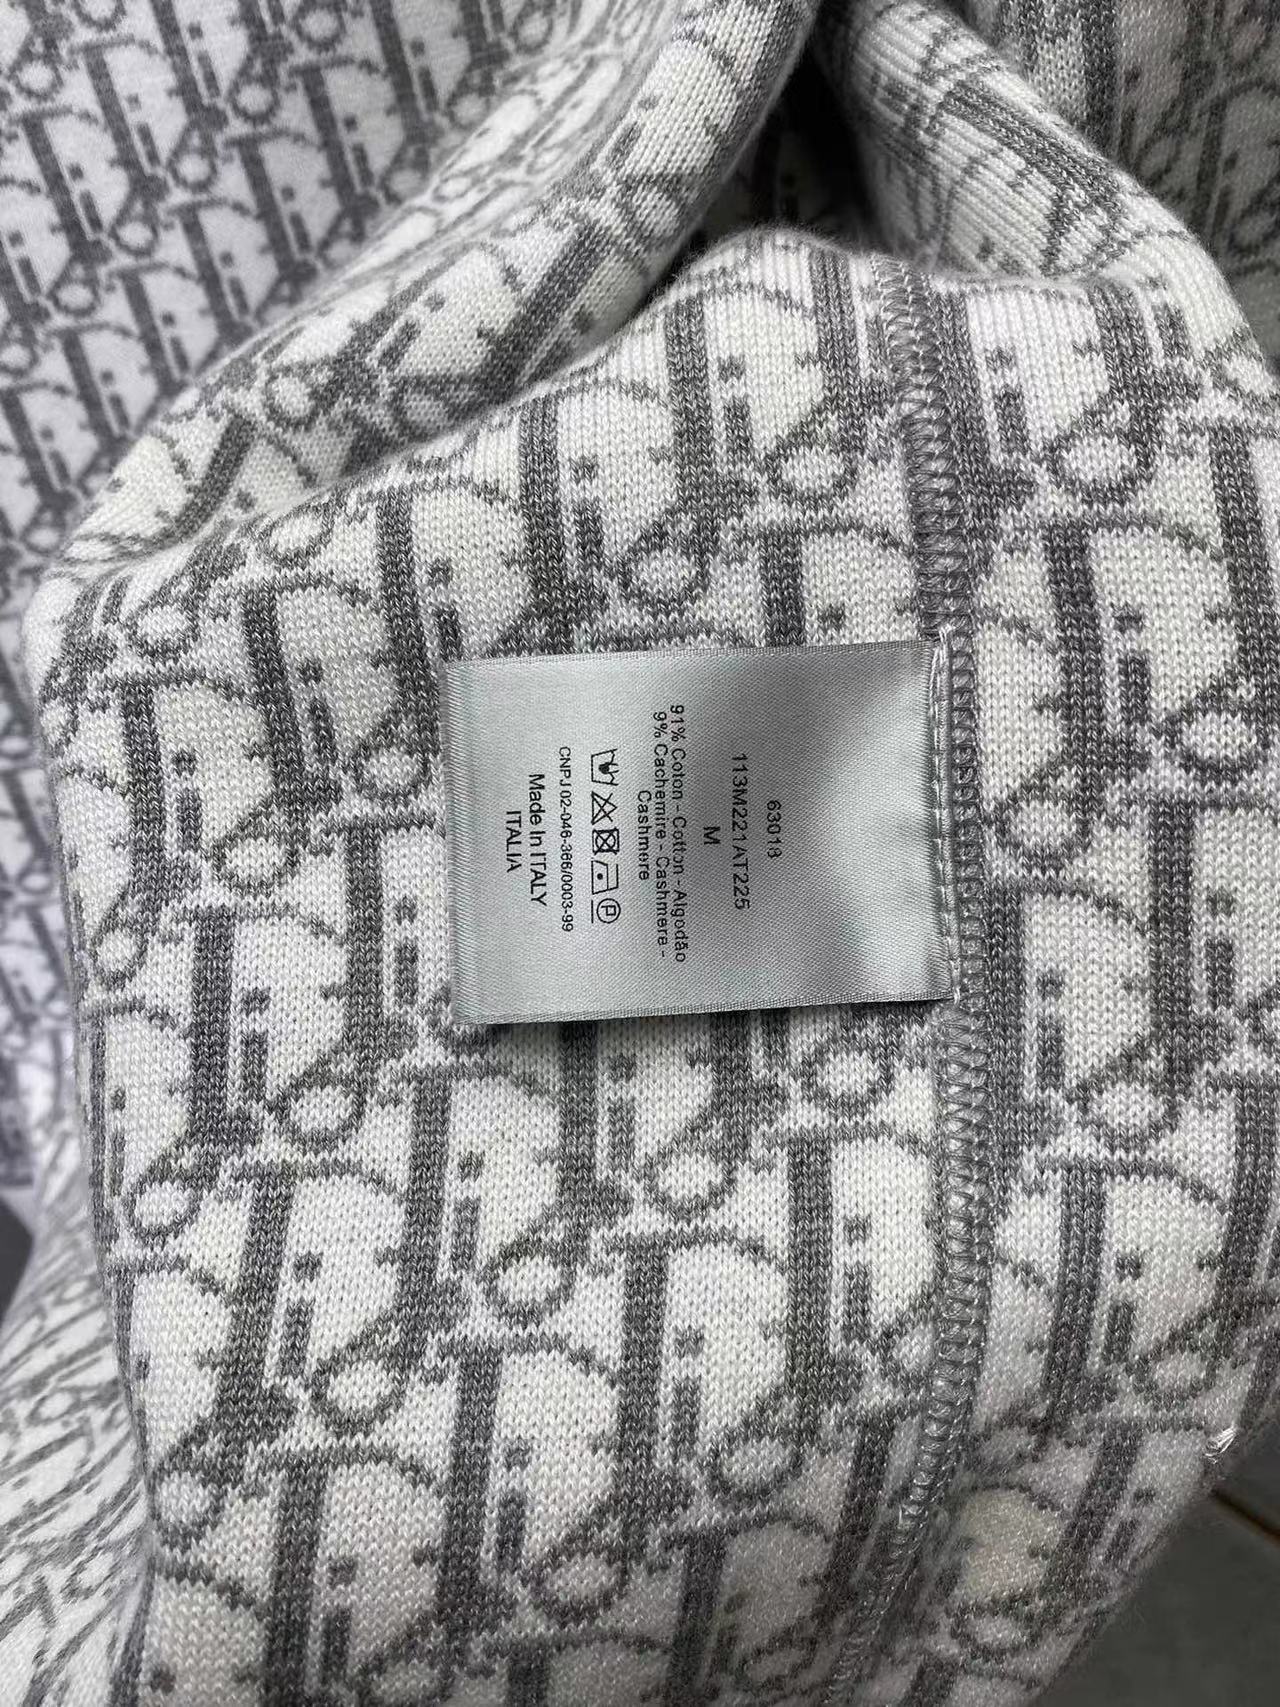 63018
113M221AT225
M
91% Coton - Cotton - Algodão
9% Cachemire - Cashmere -
Cashmere
P
CNPJ 02-046-366/0003-99
Made In ITALY
ITALIA